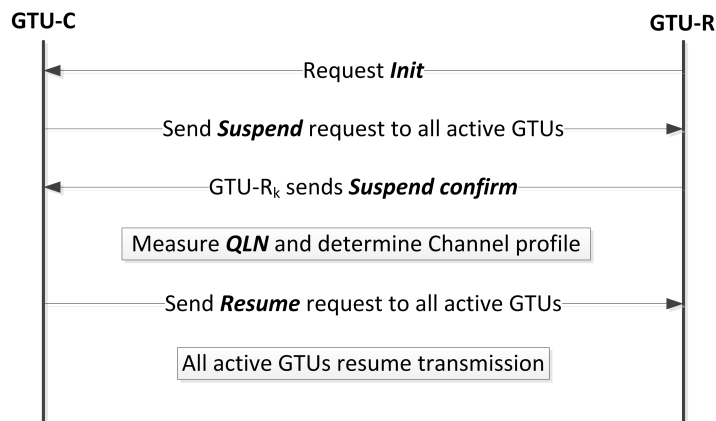 GTU-C GTU-R
Request Init
Send Suspend request to all active GTUs
GTU-Rk sends Suspend confirm
Measure QLN and determine Channel profile
Send Resume request to all active GTUs
All active GTUs resume transmission